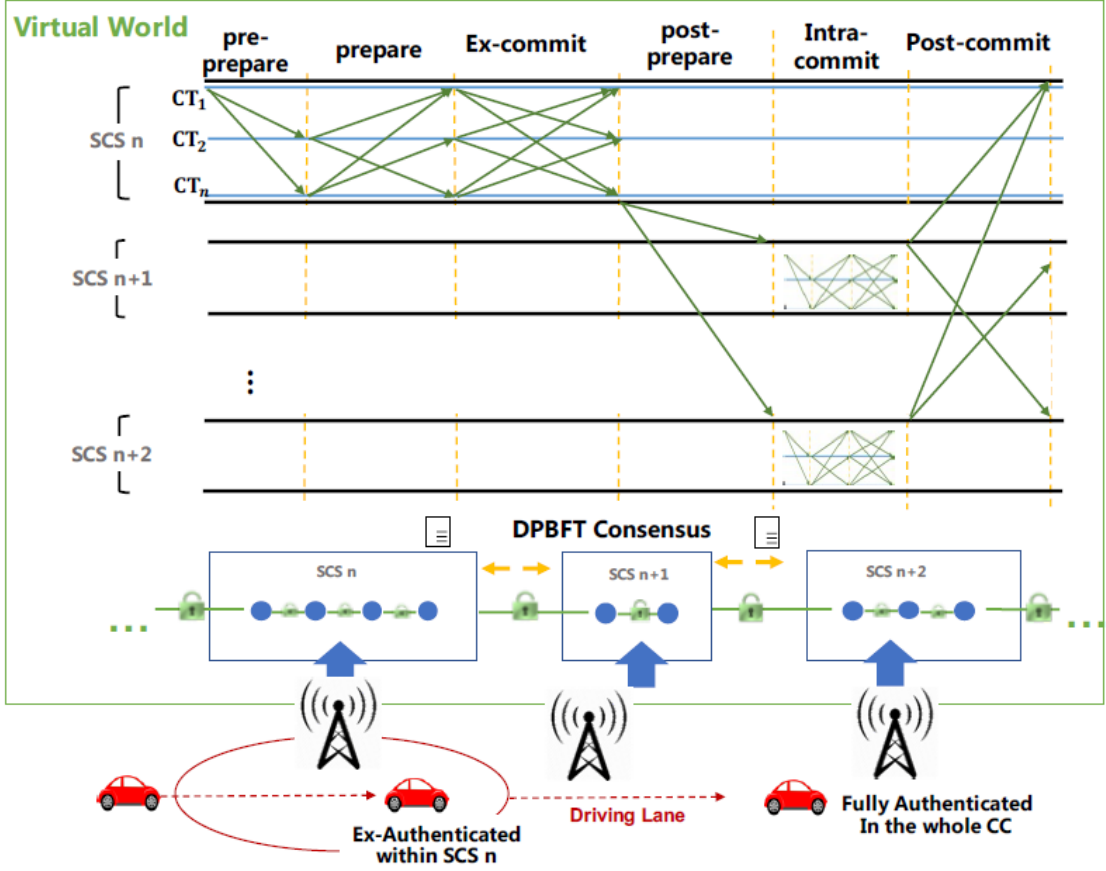 Virtual World
pre-
prepare
prepare
Ex-commit
post-
prepare
Intra-
commit
Post-commit
SCS n
CT1
CT2
CTn
SCS n+1
⋮
SCS n+2
DPBFT Consensus
SCS n
SCS n+1
SCS n+2
...
...
Driving Lane
Ex-Authenticated
within SCS n
Fully Authenticated
In the whole CC